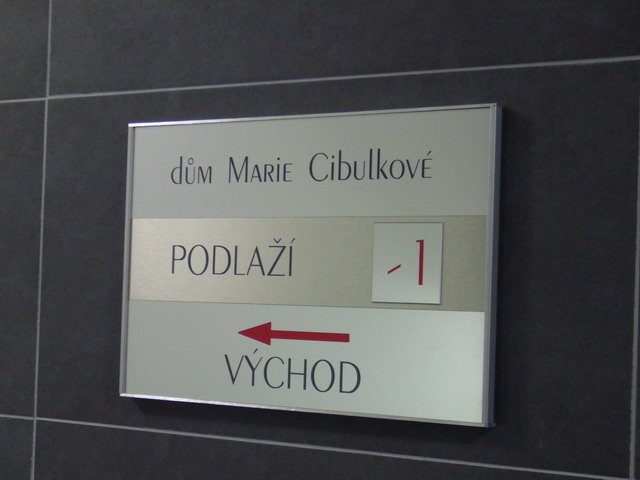 dům Marie Cibulkové
PODLAŽÍ -1
VÝCHOD